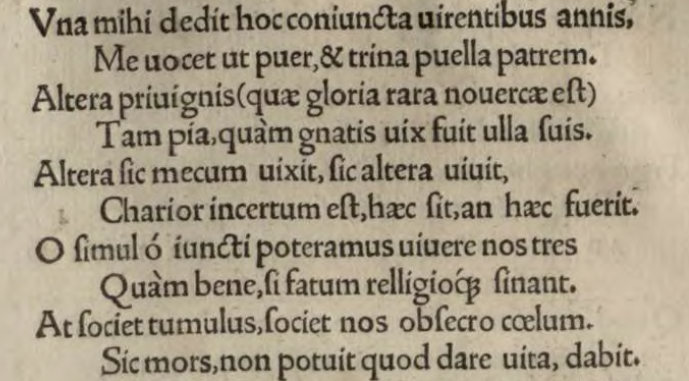 Vna mihi dedit hoc coniuncta uirentibus annis,
Me uocet ut puer, & trina puella patrem.
Altera priuignis (quæ gloria rara nouercæ eſt)
Tam pia, quàm gnatis uix fuit ulla ſuis.
Altera ſic mecum uixit, ſic altera uiuit,
Charior incertum eſt, hæc ſit, an hæc fuerit.
O ſimul ó iuncti poteramus uiuere nos tres
Quàm bene, ſi fatum relligioq́ꝫ ſinant.
At ſociet tumulus, ſociet nos obſecro cœlum.
Sic mors, non potuit quod dare uita, dabit.